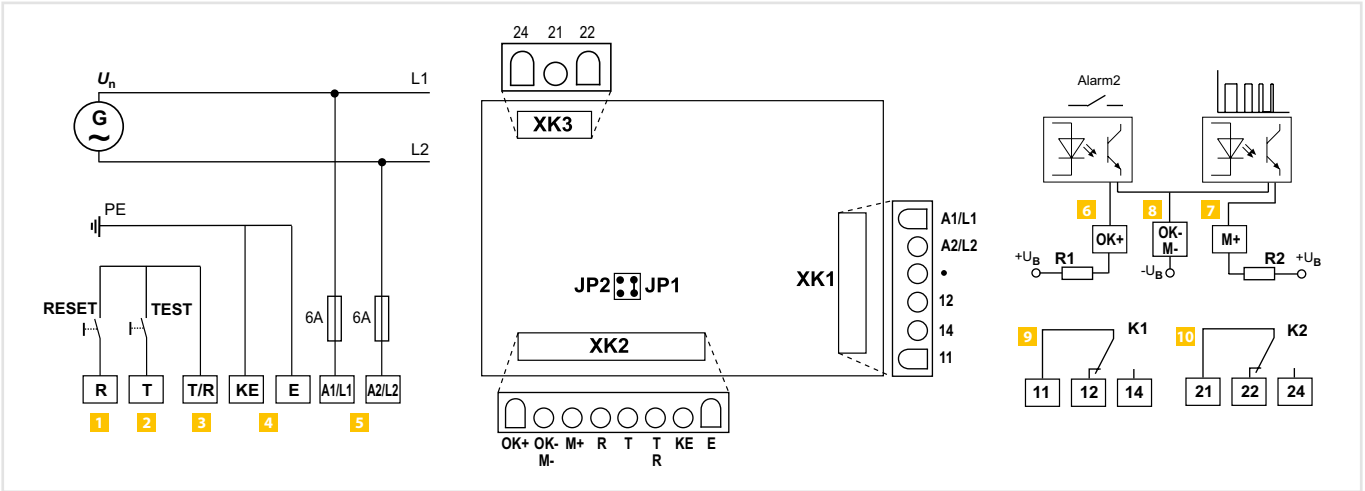 Un
L1
G
~
L2
PE
RESET
TEST
6A
6A
R
T
T/R
KE
E
A1/L1
A2/L2
1
2
3
4
5
24 21 22
XK3
JP2 JP1
XK2
XK1
A1/L1
A2/L2
•
12
14
11
OK+ OK- M- M+ R T T R KE E
Alarm2
6
8
7
OK+
OK- M-
M+
+UB R1
-UB
R2 +UB
9
K1
11 12 14
10
K2
21 22 24